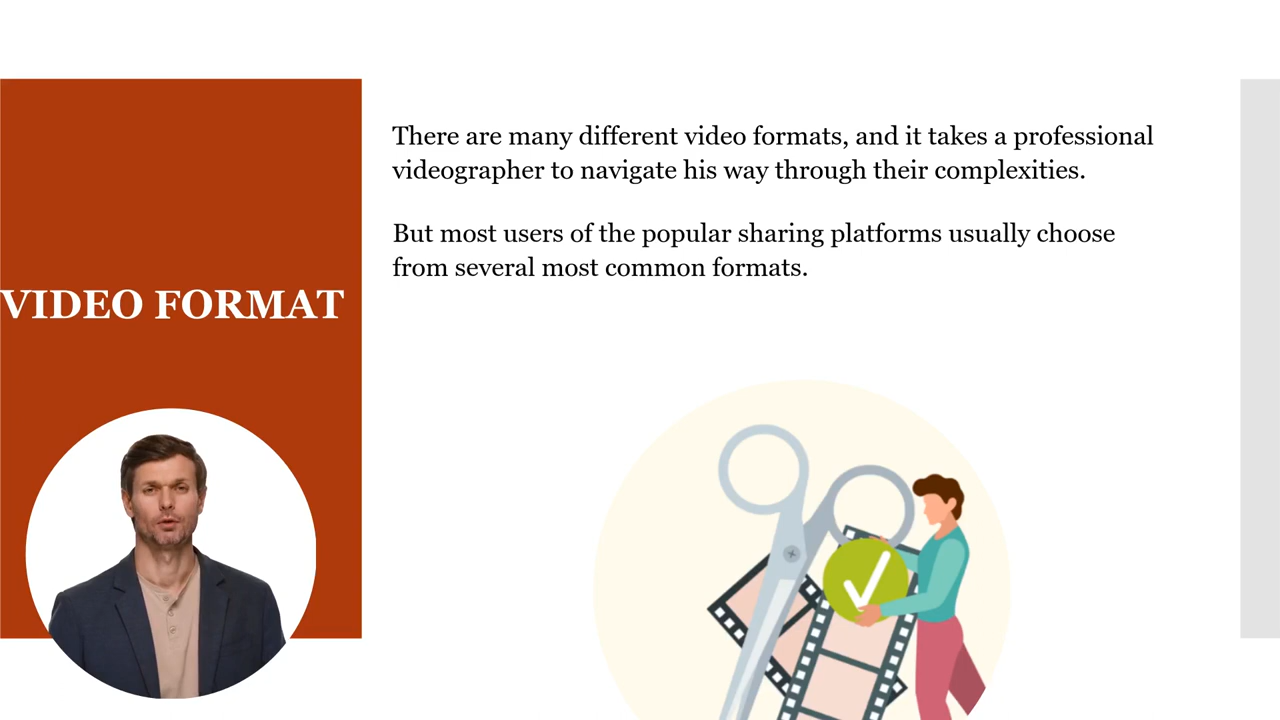 VIDEO FORMAT
There are many different video formats, and it takes a professional
videographer to navigate his way through their complexities.
But most users of the popular sharing platforms usually choose
from several most common formats.